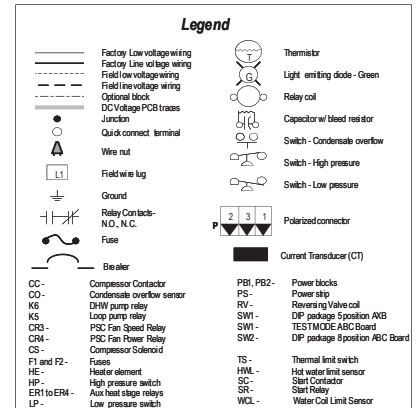 Legend
Factory Low voltage wiring
Factory Line voltage wiring
Field low voltage wiring
Field line voltage wiring
Optional block
DC Voltage PCB traces
Junction
Quick connect terminal
Wire nut
L1 Field wire lug
Ground
Relay Contacts-
N.O., N.C.
Fuse
Breaker
T Thermistor
G Light emitting diode - Green
Relay coil
Capacitor w/ bleed resistor
Switch - Condensate overflow
Switch - High pressure
Switch - Low pressure
P 2 3 1 Polarized connector
Current Transducer (CT)
CC - Compressor Contactor
CO - Condensate overflow sensor
K6 DHW pump relay
K5 Loop pump relay
CR3 - PSC Fan Speed Relay
CR4 - PSC Fan Power Relay
CS - Compressor Solenoid
F1 and F2 - Fuses
HE - Heater element
HP - High pressure switch
ER1 to ER4 - Aux heat stage relays
LP - Low pressure switch
PB1, PB2 - Power blocks
PS - Power strip
RV - Reversing Valve coil
SW1 - DIP package 5 position AXB
SW1 - TEST MODE ABC Board
SW2 - DIP package 8 position ABC Board
TS - Thermal limit switch
HWL - Hot water limit sensor
SC - Start Contactor
SR - Start Relay
WCL - Water Coil Limit Sensor